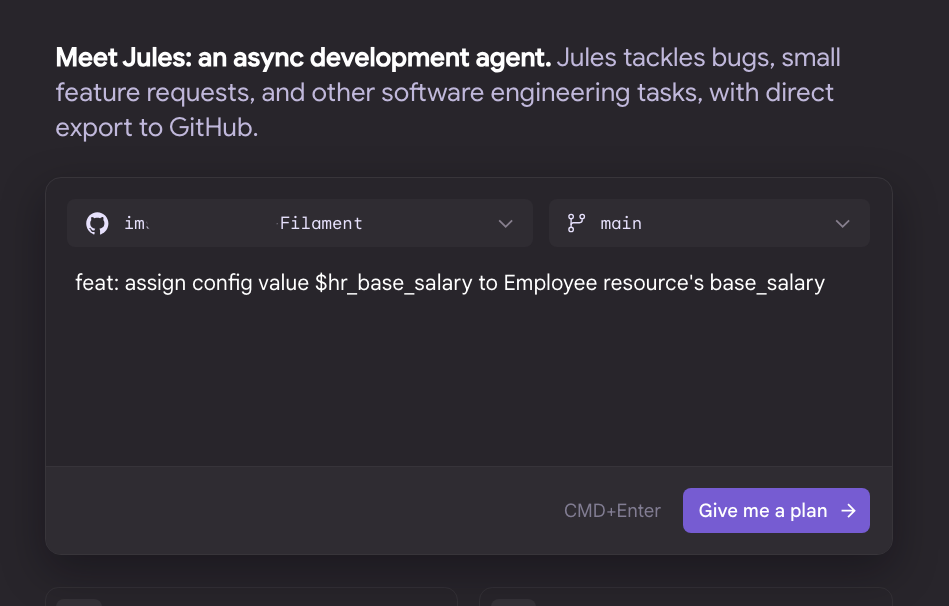 Meet Jules: an async development agent. Jules tackles bugs, small
feature requests, and other software engineering tasks, with direct
export to GitHub.
im Filament
main
feat: assign config value $hr_base_salary to Employee resource's base_salary
CMD+Enter
Give me a plan